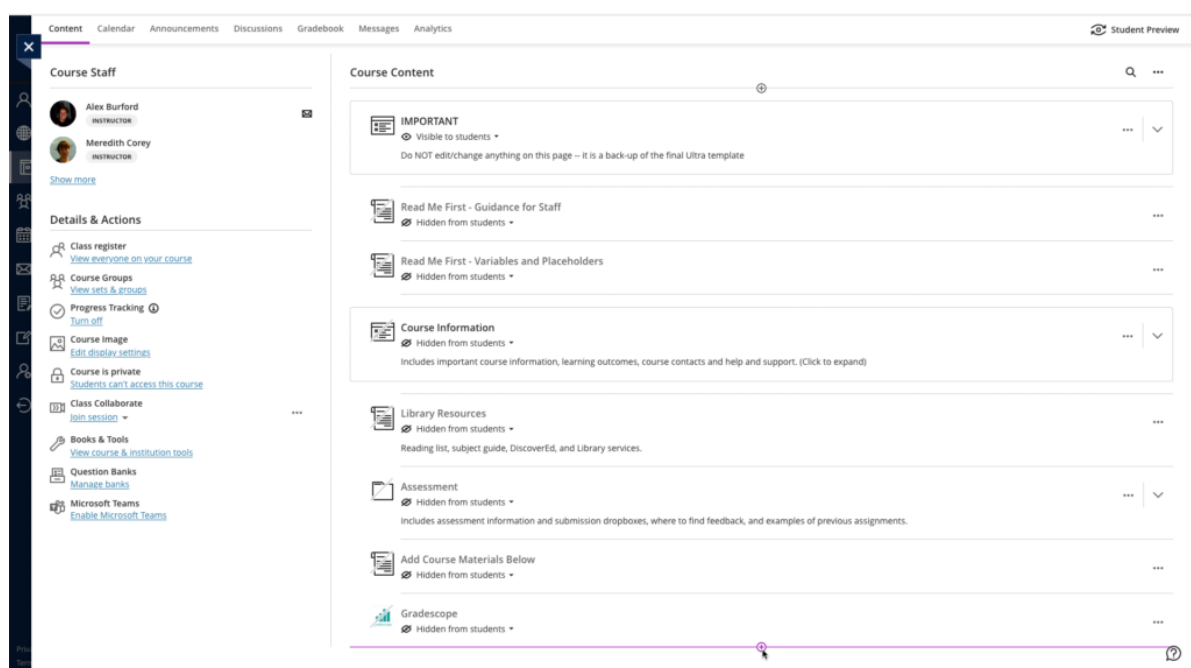 Content Calendar Announcements Discussions Gradebook Messages Analytics
Student Preview
Course Staff
Alex Burford
INSTRUCTOR
Meredith Corey
INSTRUCTOR
Show more
Details & Actions
Class register
View everyone on your course
Course Groups
View sets & groups
Progress Tracking
Turn off
Course Image
Edit display settings
Course is private
Students can't access this course
Class Collaborate
Join session
Books & Tools
View course & institution tools
Question Banks
Manage banks
Microsoft Teams
Enable Microsoft Teams
Course Content
IMPORTANT
Visible to students
Do NOT edit/change anything on this page -- it is a back-up of the final Ultra template
Read Me First - Guidance for Staff
Hidden from students
Read Me First - Variables and Placeholders
Hidden from students
Course Information
Hidden from students
Includes important course information, learning outcomes, course contacts and help and support. (Click to expand)
Library Resources
Hidden from students
Reading list, subject guide, DiscoverEd, and Library services.
Assessment
Hidden from students
Includes assessment information and submission dropboxes, where to find feedback, and examples of previous assignments.
Add Course Materials Below
Hidden from students
Gradescope
Hidden from students